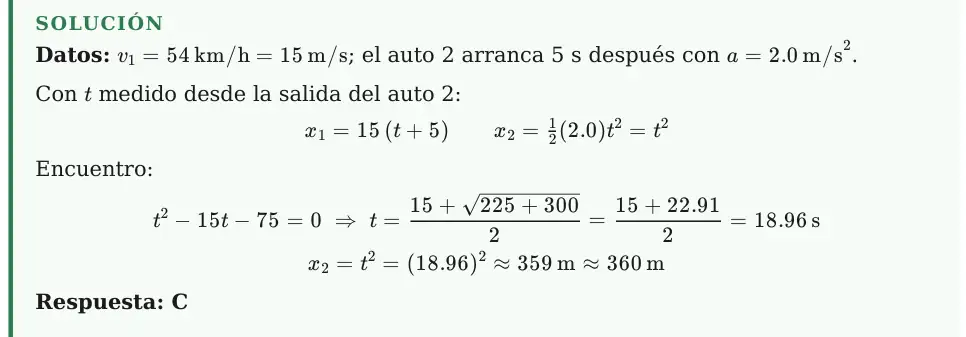 SOLUCIÓN
Datos: v₁ = 54 km/h = 15 m/s; el auto 2 arranca 5 s después con a = 2.0 m/s².
Con t medido desde la salida del auto 2:
x₁ = 15 (t + 5)  x₂ = ½(2.0)t² = t²
Encuentro:
t² − 15t − 75 = 0 ⇒ t = (15 + √(225 + 300))/2 = (15 + 22.91)/2 = 18.96 s
x₂ = t² = (18.96)² ≈ 359 m ≈ 360 m
Respuesta: C